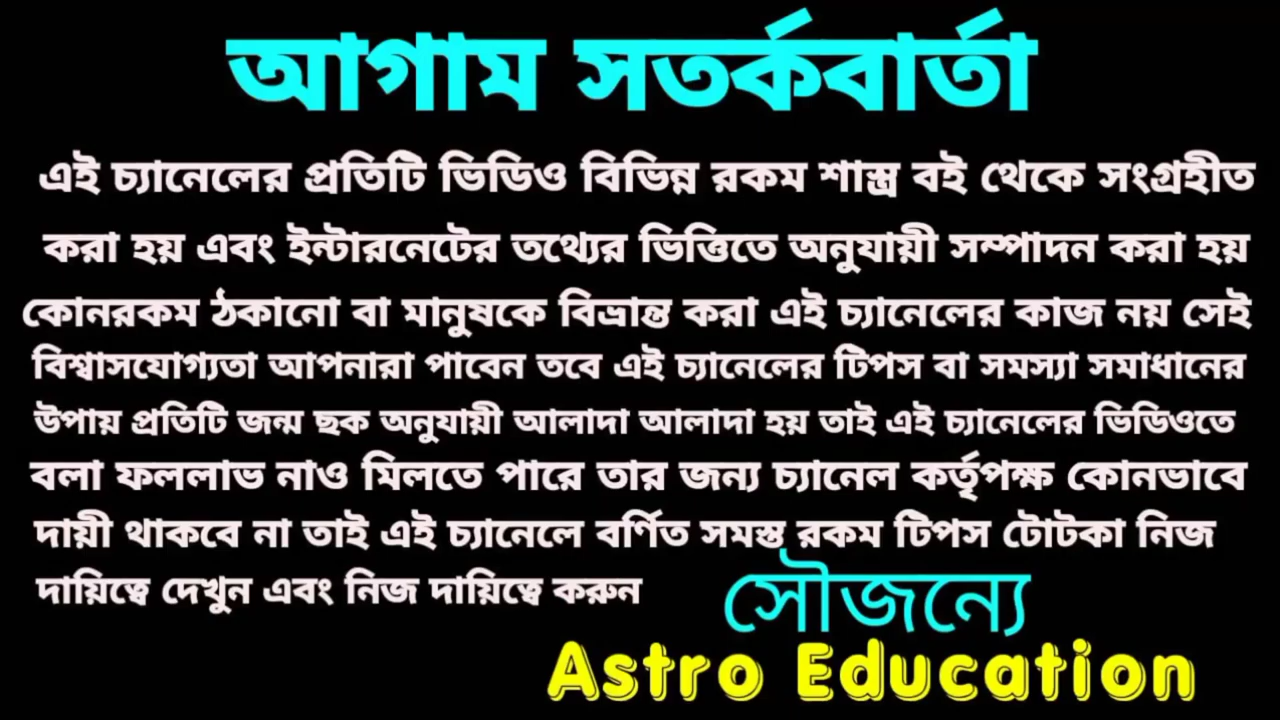 আগাম সতর্কবার্তা
এই চ্যানেলের প্রতিটি ভিডিও বিভিন্ন রকম শাস্ত্র বই থেকে সংগ্রহীত
করা হয় এবং ইন্টারনেটের তথ্যের ভিত্তিতে অনুযায়ী সম্পাদন করা হয়
কোনরকম ঠকানো বা মানুষকে বিভ্রান্ত করা এই চ্যানেলের কাজ নয় সেই
বিশ্বাসযোগ্যতা আপনারা পাবেন তবে এই চ্যানেলের টিপস বা সমস্যা সমাধানের
উপায় প্রতিটি জন্ম ছক অনুযায়ী আলাদা আলাদা হয় তাই এই চ্যানেলের ভিডিওতে
বলা ফললাভ নাও মিলতে পারে তার জন্য চ্যানেল কর্তৃপক্ষ কোনভাবে
দায়ী থাকবে না তাই এই চ্যানেলে বর্ণিত সমস্ত রকম টিপস টোটকা নিজ
দায়িত্বে দেখুন এবং নিজ দায়িত্বে করুন
সৌজন্যে
Astro Education